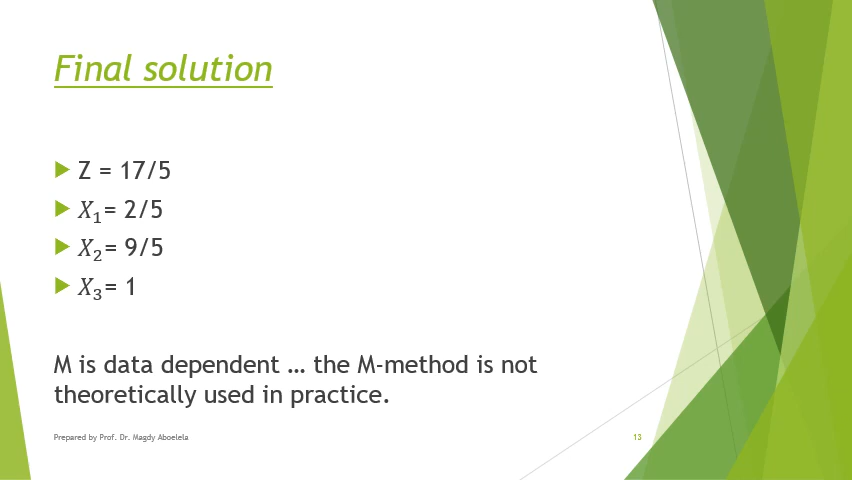 Final solution
Z = 17/5
X₁= 2/5
X₂= 9/5
X₃= 1
M is data dependent … the M-method is not
theoretically used in practice.
Prepared by Prof. Dr. Magdy Aboelela
13